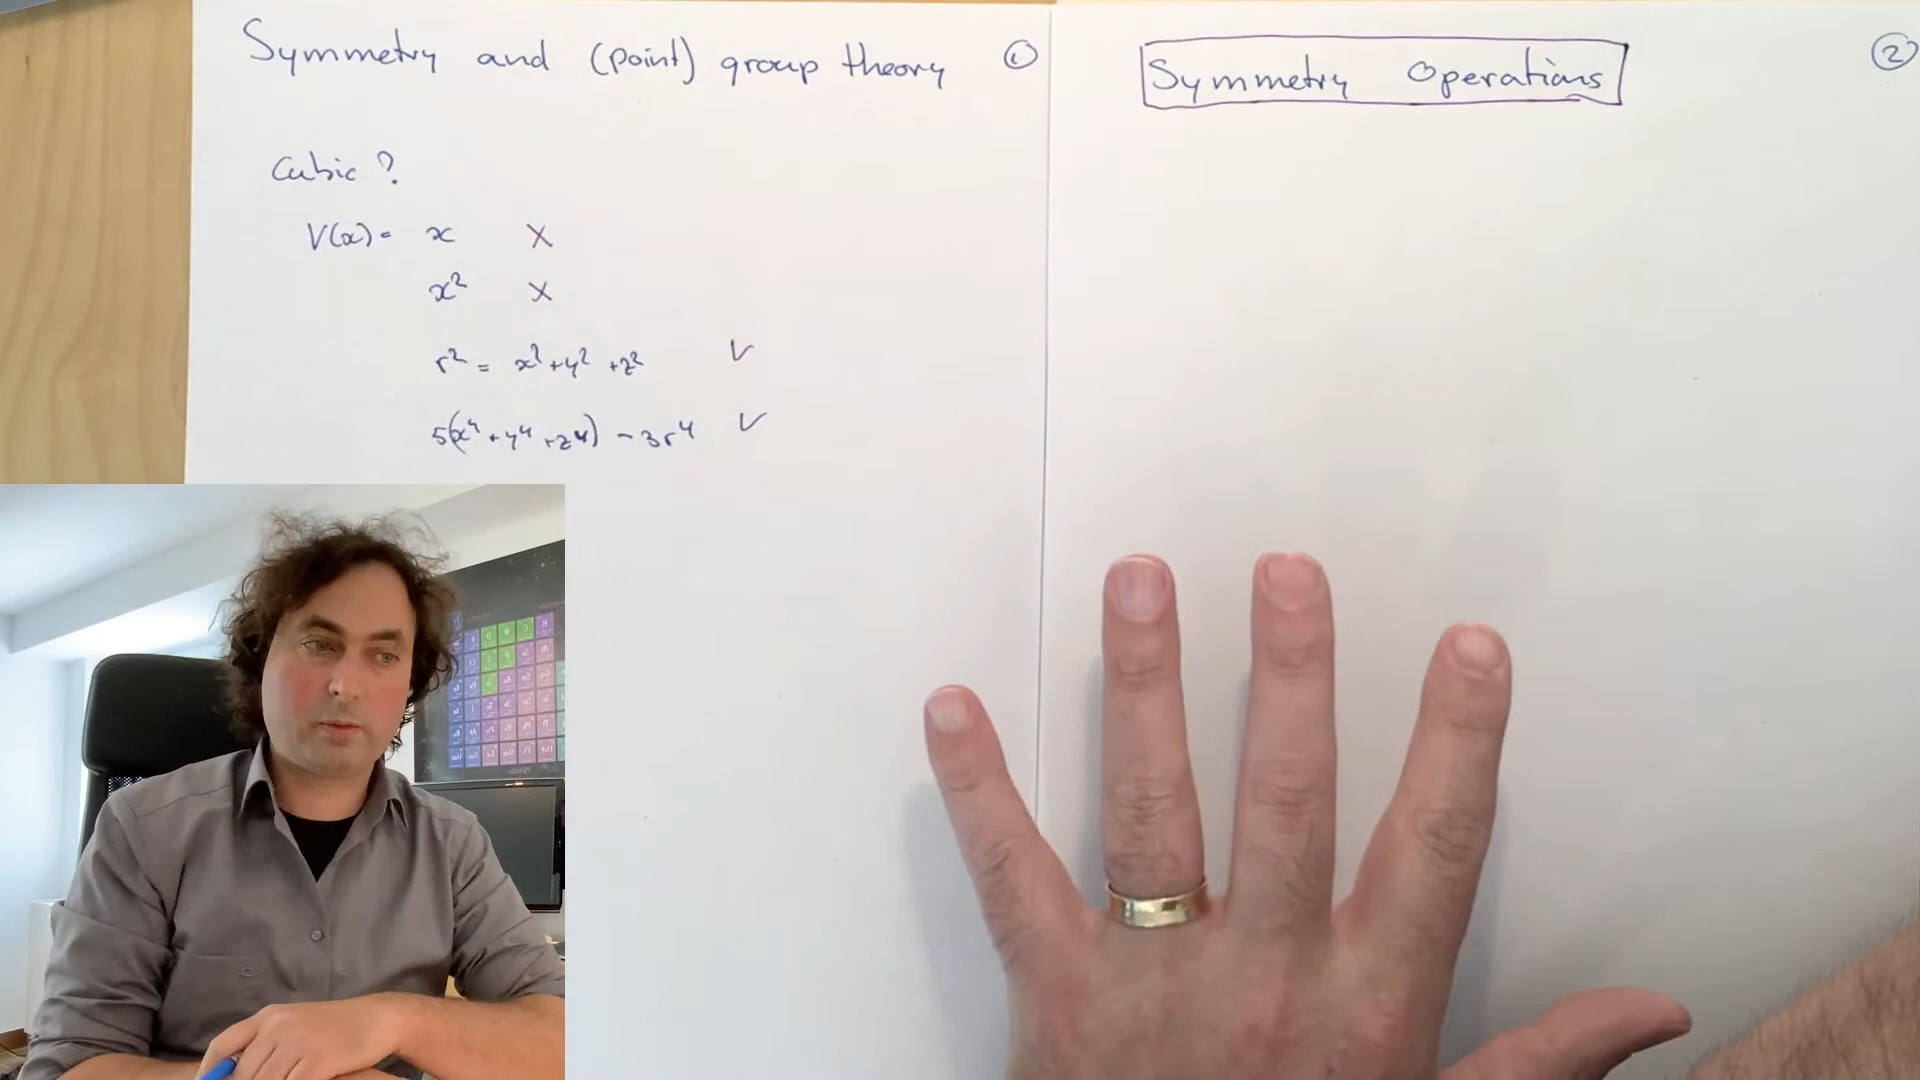 Symmetry and (point) group theory ①
Cubic ?
V(x) = x X
x² X
r² = x² + y² + z² ✓
5(x⁴ + y⁴ + z⁴) - 3r⁴ ✓
Symmetry Operations ②